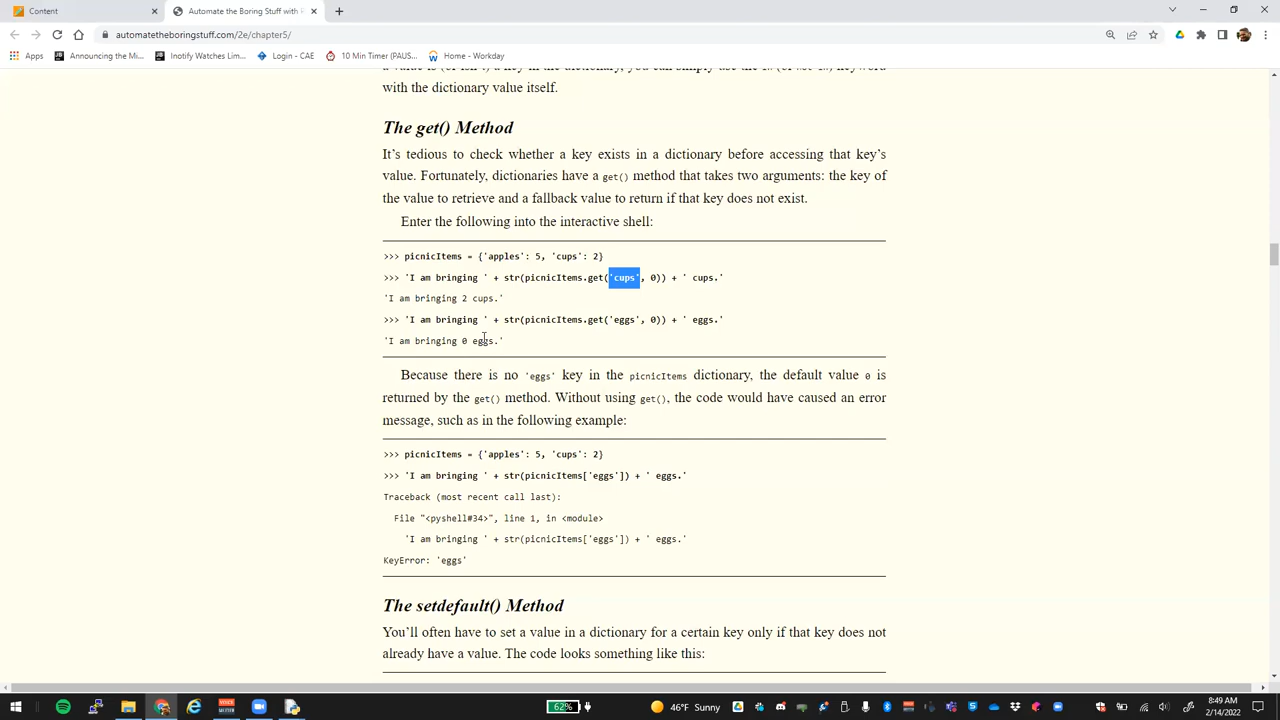 Content
Automate the Boring Stuff with P
automatetheboringstuff.com/2e/chapter5/
Apps
Announcing the Mi...
Inotify Watches Lim...
Login - CAE
10 Min Timer (PAUS...
Home - Workday
a value is (or isn't) a key in the dictionary, you can simply use the in (or not in) keyword
with the dictionary value itself.
The get() Method
It's tedious to check whether a key exists in a dictionary before accessing that key's
value. Fortunately, dictionaries have a get() method that takes two arguments: the key of
the value to retrieve and a fallback value to return if that key does not exist.
Enter the following into the interactive shell:
>>> picnicItems = {'apples': 5, 'cups': 2}
>>> 'I am bringing ' + str(picnicItems.get('cups', 0)) + ' cups.'
'I am bringing 2 cups.'
>>> 'I am bringing ' + str(picnicItems.get('eggs', 0)) + ' eggs.'
'I am bringing 0 eggs.'
Because there is no 'eggs' key in the picnicItems dictionary, the default value 0 is
returned by the get() method. Without using get(), the code would have caused an error
message, such as in the following example:
>>> picnicItems = {'apples': 5, 'cups': 2}
>>> 'I am bringing ' + str(picnicItems['eggs']) + ' eggs.'
Traceback (most recent call last):
File "<pyshell#34>", line 1, in <module>
'I am bringing ' + str(picnicItems['eggs']) + ' eggs.'
KeyError: 'eggs'
The setdefault() Method
You'll often have to set a value in a dictionary for a certain key only if that key does not
already have a value. The code looks something like this:
62%
46°F Sunny
8:49 AM
2/14/2022